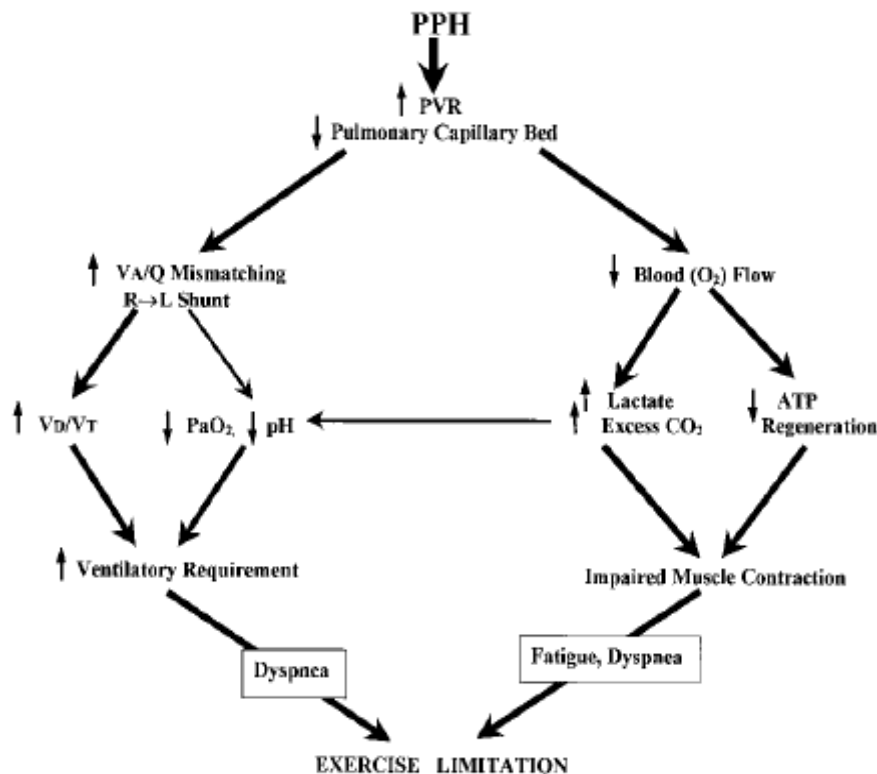 PPH
↑ PVR
↓ Pulmonary Capillary Bed
↑ VA/Q Mismatching
R→L Shunt
↓ Blood (O₂) Flow
↑ VD/VT
↓ PaO₂, ↓ pH
↑ Lactate
↑ Excess CO₂
↓ ATP
Regeneration
↑ Ventilatory Requirement
Impaired Muscle Contraction
Dyspnea
Fatigue, Dyspnea
EXERCISE LIMITATION